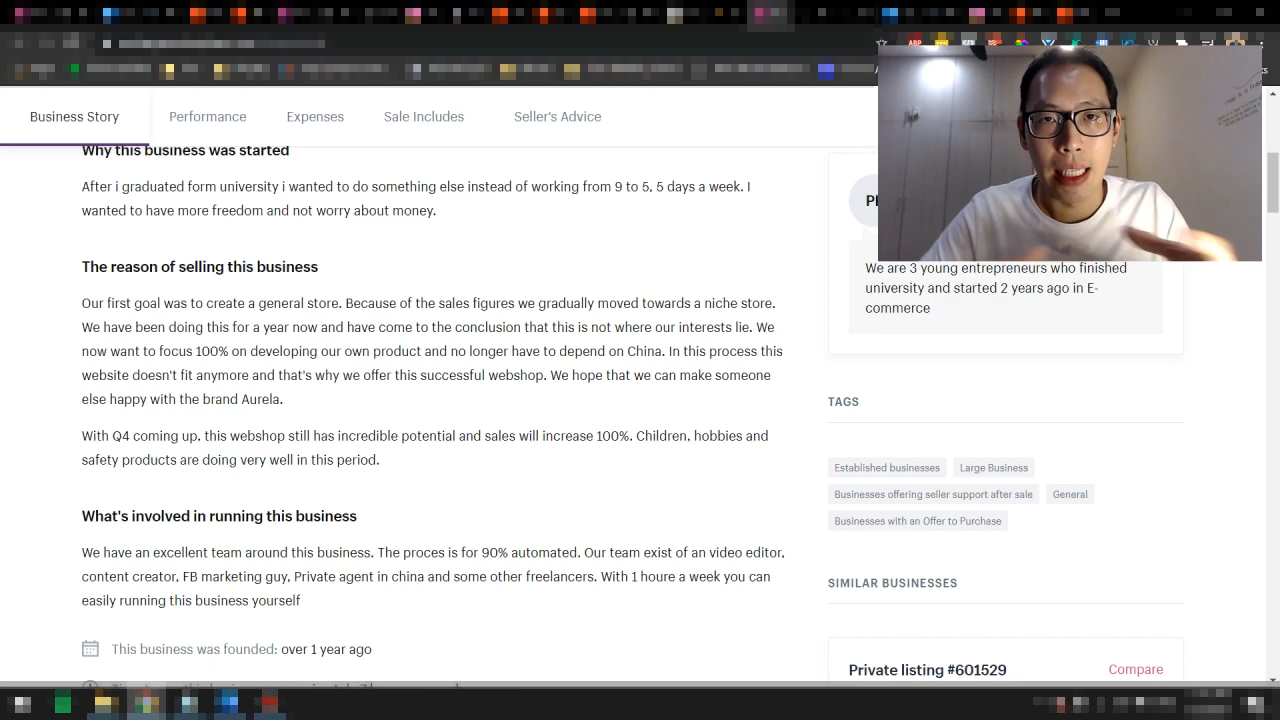 Business Story
Performance
Expenses
Sale Includes
Seller's Advice
Why this business was started
After i graduated form university i wanted to do something else instead of working from 9 to 5, 5 days a week. I
wanted to have more freedom and not worry about money.
The reason of selling this business
Our first goal was to create a general store. Because of the sales figures we gradually moved towards a niche store.
We have been doing this for a year now and have come to the conclusion that this is not where our interests lie. We
now want to focus 100% on developing our own product and no longer have to depend on China. In this process this
website doesn't fit anymore and that's why we offer this successful webshop. We hope that we can make someone
else happy with the brand Aurela.
With Q4 coming up, this webshop still has incredible potential and sales will increase 100%. Children, hobbies and
safety products are doing very well in this period.
What's involved in running this business
We have an excellent team around this business. The proces is for 90% automated. Our team exist of an video editor,
content creator, FB marketing guy, Private agent in china and some other freelancers. With 1 houre a week you can
easily running this business yourself
This business was founded: over 1 year ago
We are 3 young entrepreneurs who finished
university and started 2 years ago in E-
commerce
TAGS
Established businesses
Large Business
Businesses offering seller support after sale
General
Businesses with an Offer to Purchase
SIMILAR BUSINESSES
Private listing #601529
Compare